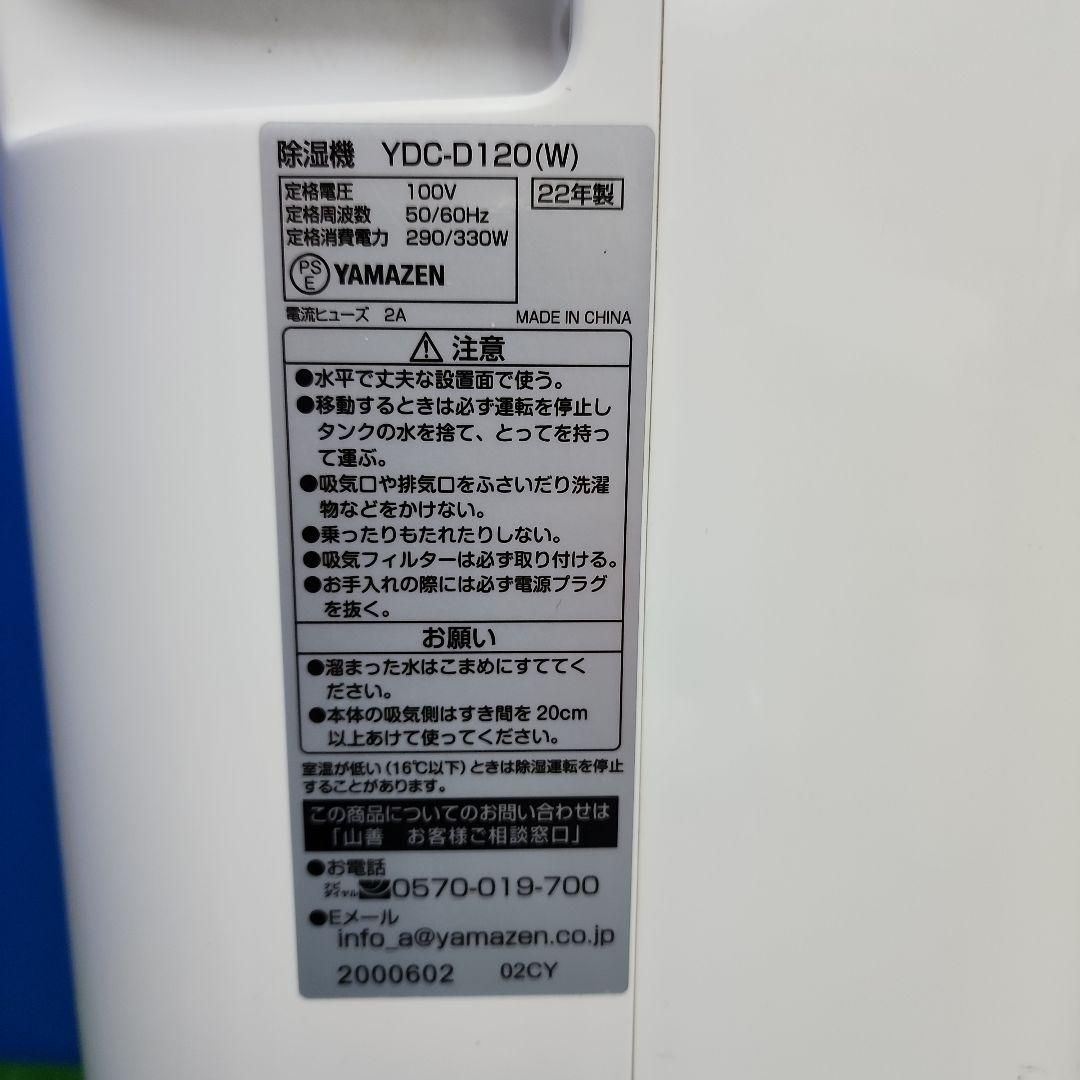 除湿機 YDC-D120(W)
定格電圧 100V
定格周波数 50/60Hz
定格消費電力 290/330W
22年製
PSE YAMAZEN
電流ヒューズ 2A
MADE IN CHINA
注意
●水平で丈夫な設置面で使う。
●移動するときは必ず運転を停止し
タンクの水を捨て、とってを持っ
て運ぶ。
●吸気口や排気口をふさいだり洗濯
物などをかけない。
●乗ったりもたれたりしない。
●吸気フィルターは必ず取り付ける。
●お手入れの際には必ず電源プラグ
を抜く。
お願い
●溜まった水はこまめにすててく
ださい。
●本体の吸気側はすき間を20cm
以上あけて使ってください。
室温が低い(16℃以下)ときは除湿運転を停止
することがあります。
この商品についてのお問い合わせは
「山善 お客様ご相談窓口」
●お電話
ナビダイヤル 0570-019-700
●Eメール
info_a@yamazen.co.jp
2000602 02CY